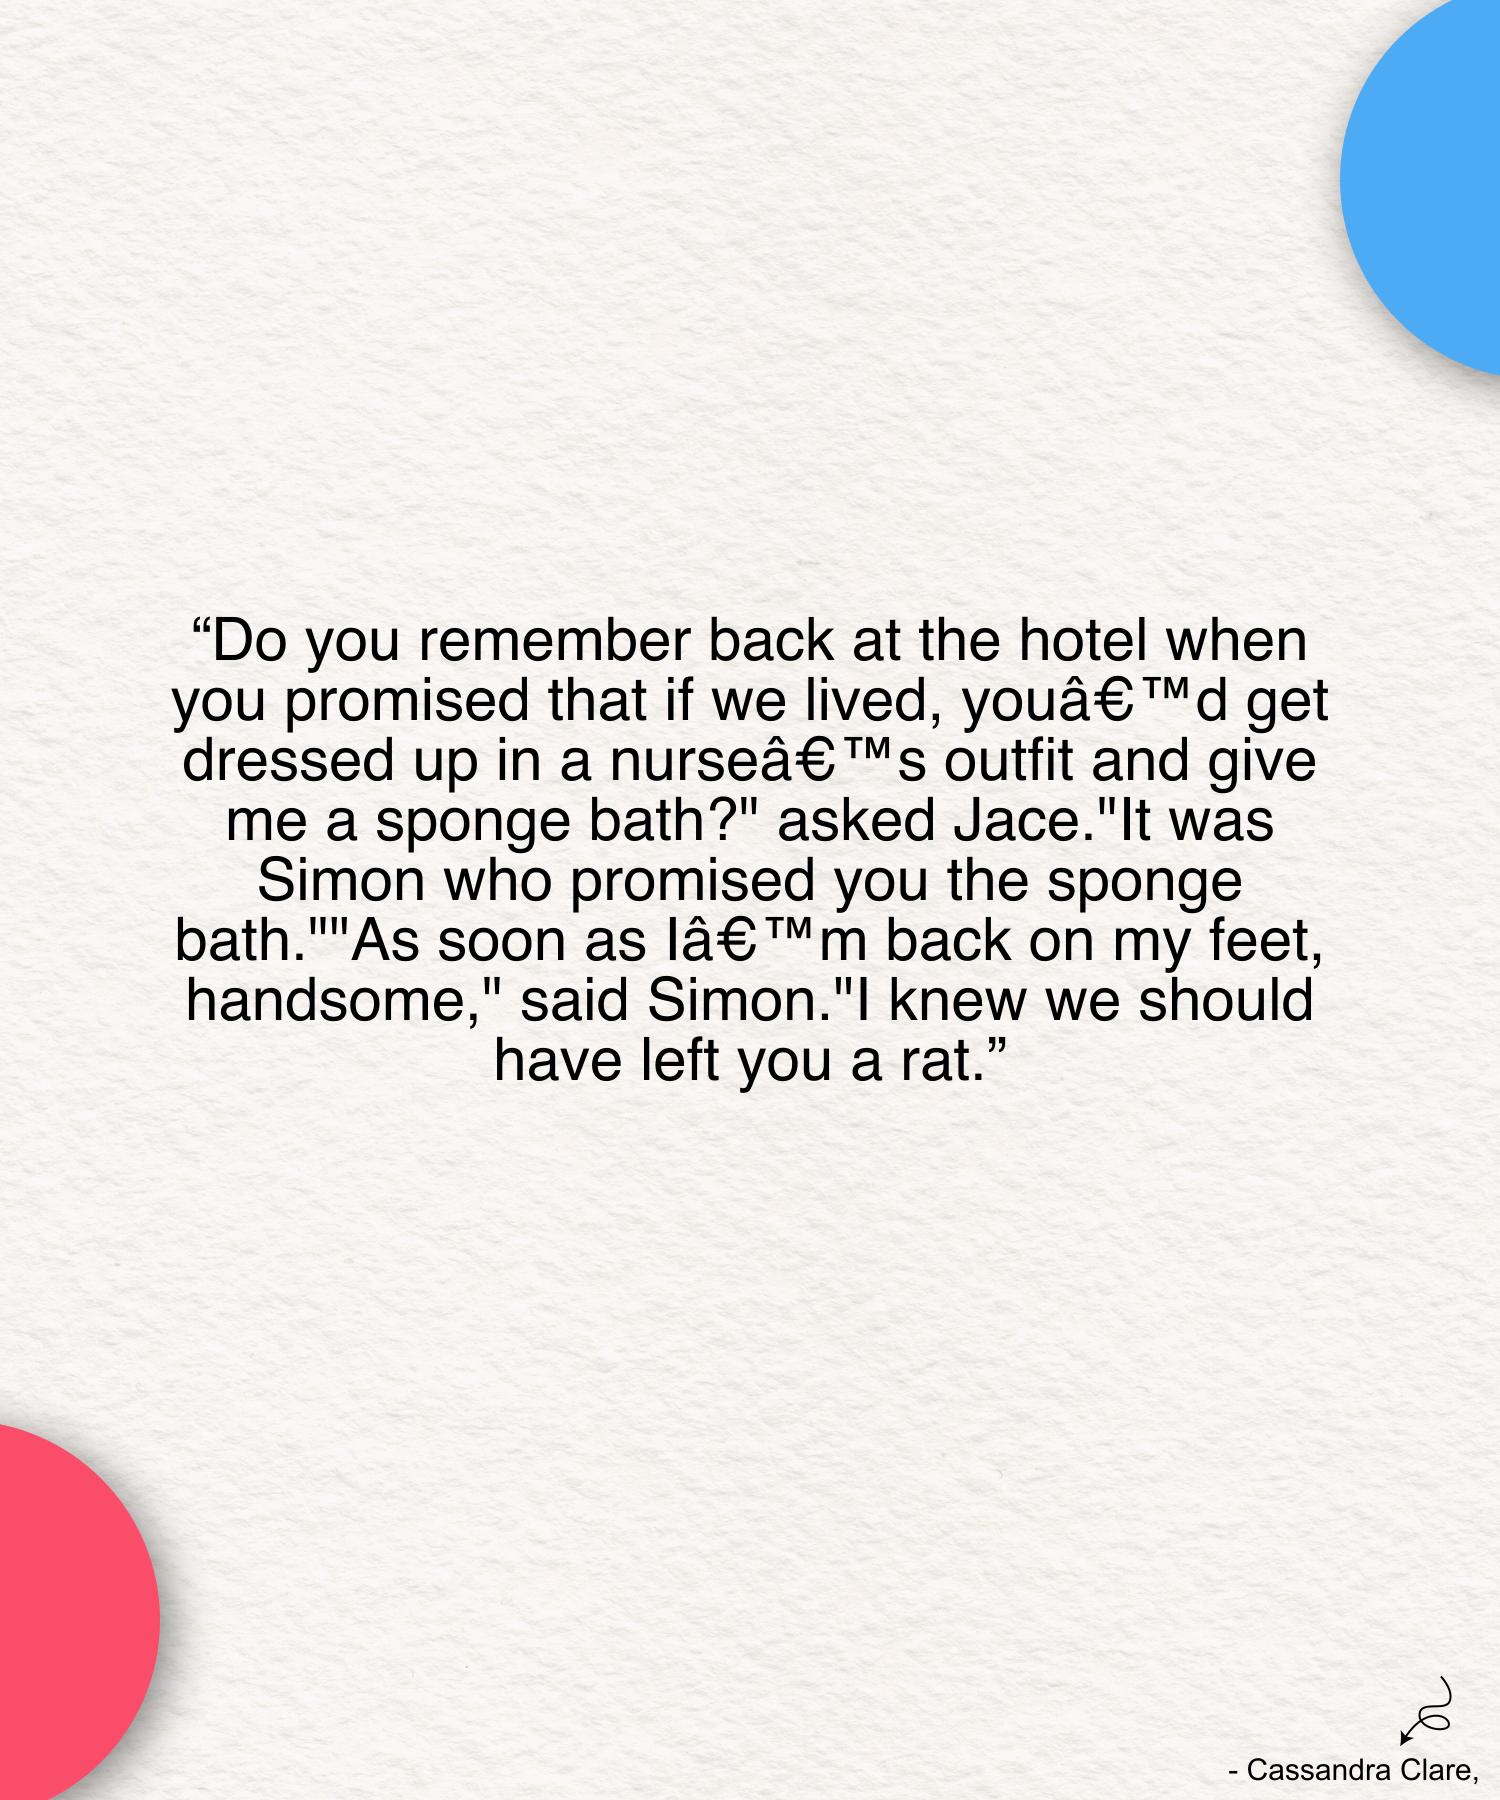 “Do you remember back at the hotel when
you promised that if we lived, youâ€™d get
dressed up in a nurseâ€™s outfit and give
me a sponge bath?" asked Jace."It was
Simon who promised you the sponge
bath.""As soon as Iâ€™m back on my feet,
handsome," said Simon."I knew we should
have left you a rat.”
- Cassandra Clare,